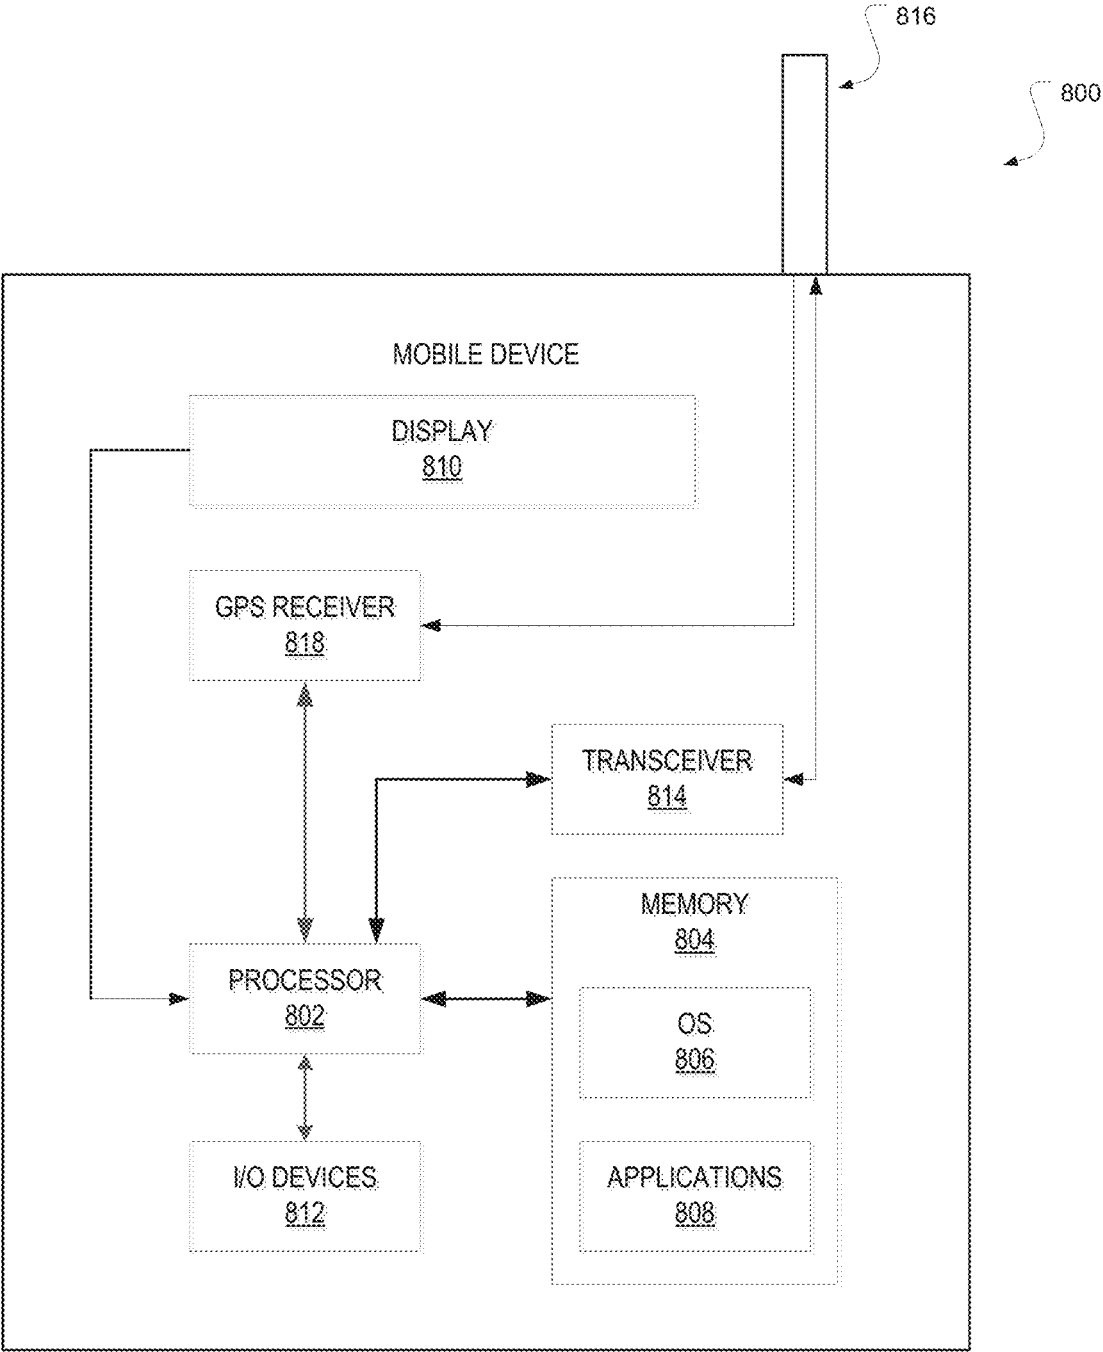 816
800
MOBILE DEVICE
DISPLAY
810
GPS RECEIVER
818
TRANSCEIVER
814
MEMORY
804
PROCESSOR
802
OS
806
I/O DEVICES
812
APPLICATIONS
808